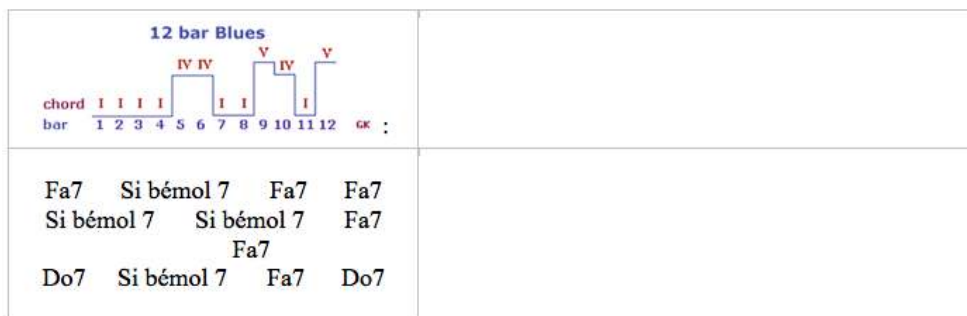 12 bar Blues
V V
IV IV IV
chord I I I I I I I
bar 1 2 3 4 5 6 7 8 9 10 11 12 GK :
Fa7 Si bémol 7 Fa7 Fa7
Si bémol 7 Si bémol 7 Fa7
Fa7
Do7 Si bémol 7 Fa7 Do7